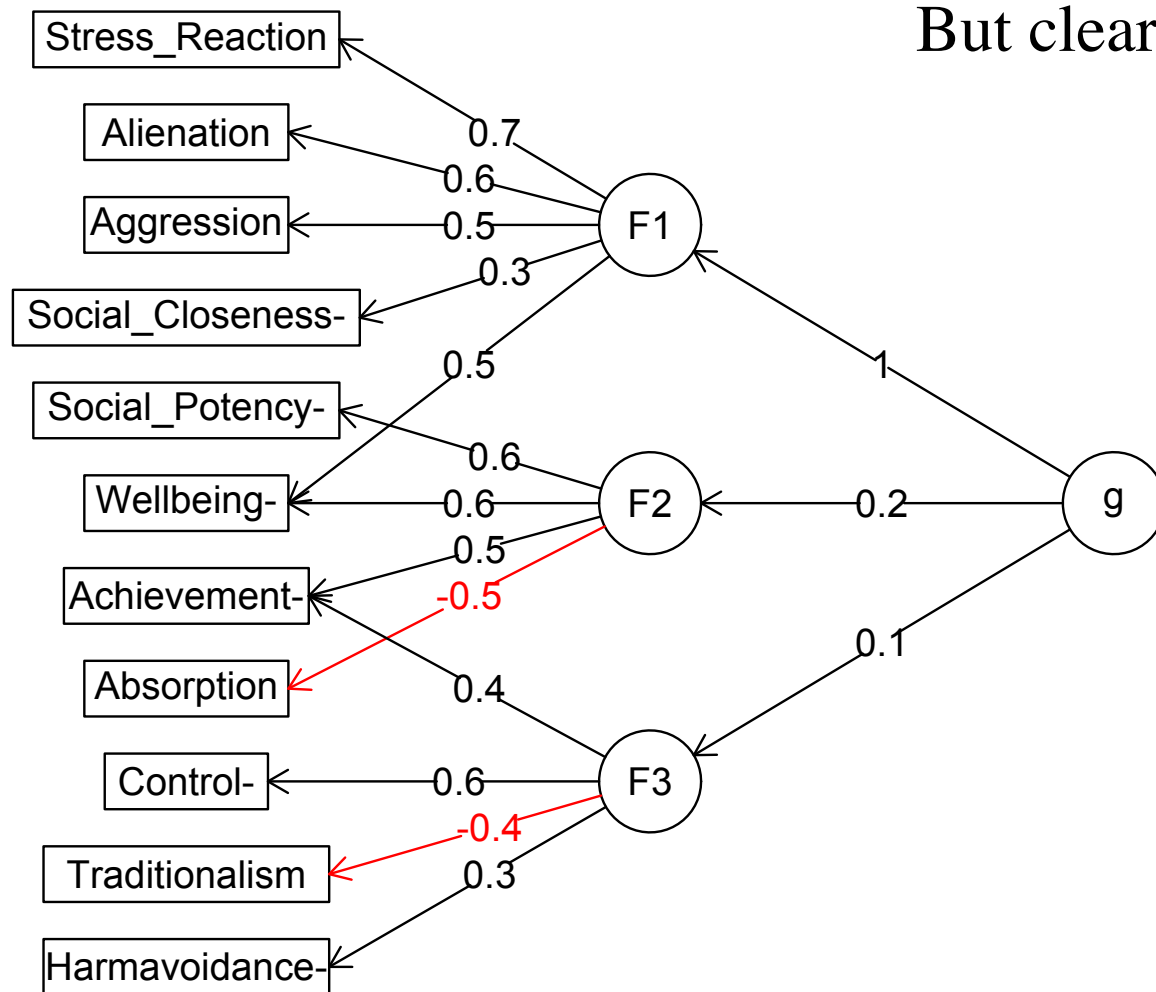 But clear
Stress_Reaction
Alienation
Aggression
Social_Closeness-
Social_Potency-
Wellbeing-
Achievement-
Absorption
Control-
Traditionalism
Harmavoidance-
0.7
0.6
0.5
0.3
0.5
0.6
0.6
0.5
-0.5
0.4
0.6
-0.4
0.3
F1
F2
F3
1
0.2
0.1
g